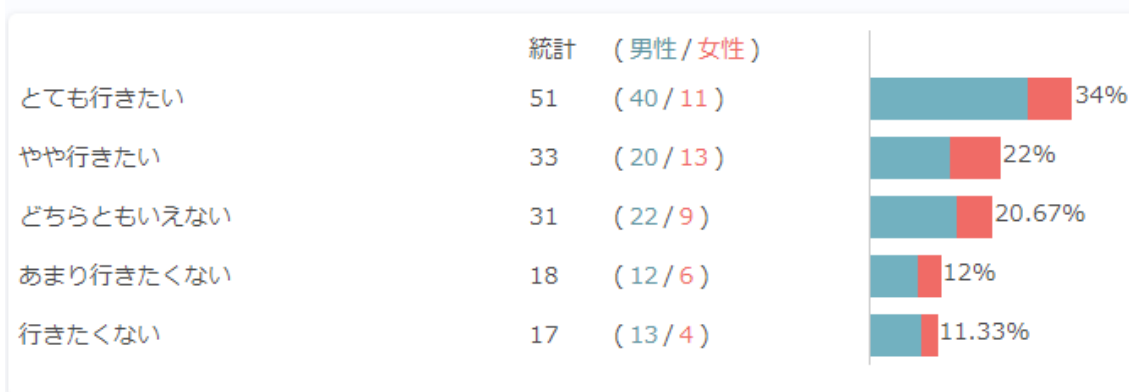 統計 (男性/女性)
とても行きたい 51 (40/11) 34%
やや行きたい 33 (20/13) 22%
どちらともいえない 31 (22/9) 20.67%
あまり行きたくない 18 (12/6) 12%
行きたくない 17 (13/4) 11.33%